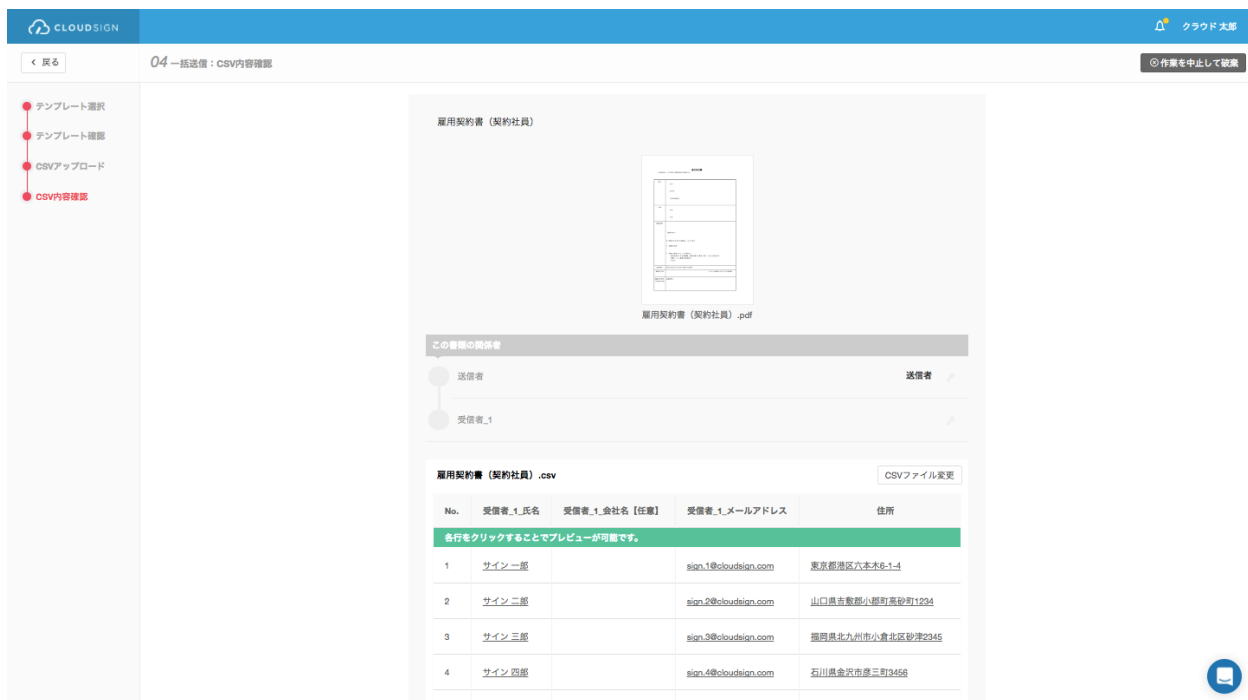 CLOUDSIGN
クラウド 太郎
戻る
04 一括送信：CSV内容確認
作業を中止して破棄
テンプレート選択
テンプレート確認
CSVアップロード
CSV内容確認
雇用契約書（契約社員）
雇用契約書（契約社員）.pdf
この書類の関係者
送信者 送信者
受信者_1
雇用契約書（契約社員）.csv CSVファイル変更
No. 受信者_1_氏名 受信者_1_会社名【任意】 受信者_1_メールアドレス 住所
各行をクリックすることでプレビューが可能です。
1 サイン 一郎 sign.1@cloudsign.com 東京都港区六本木6-1-4
2 サイン 二郎 sign.2@cloudsign.com 山口県吉敷郡小郡町高砂町1234
3 サイン 三郎 sign.3@cloudsign.com 福岡県北九州市小倉北区砂津2345
4 サイン 四郎 sign.4@cloudsign.com 石川県金沢市彦三町3456